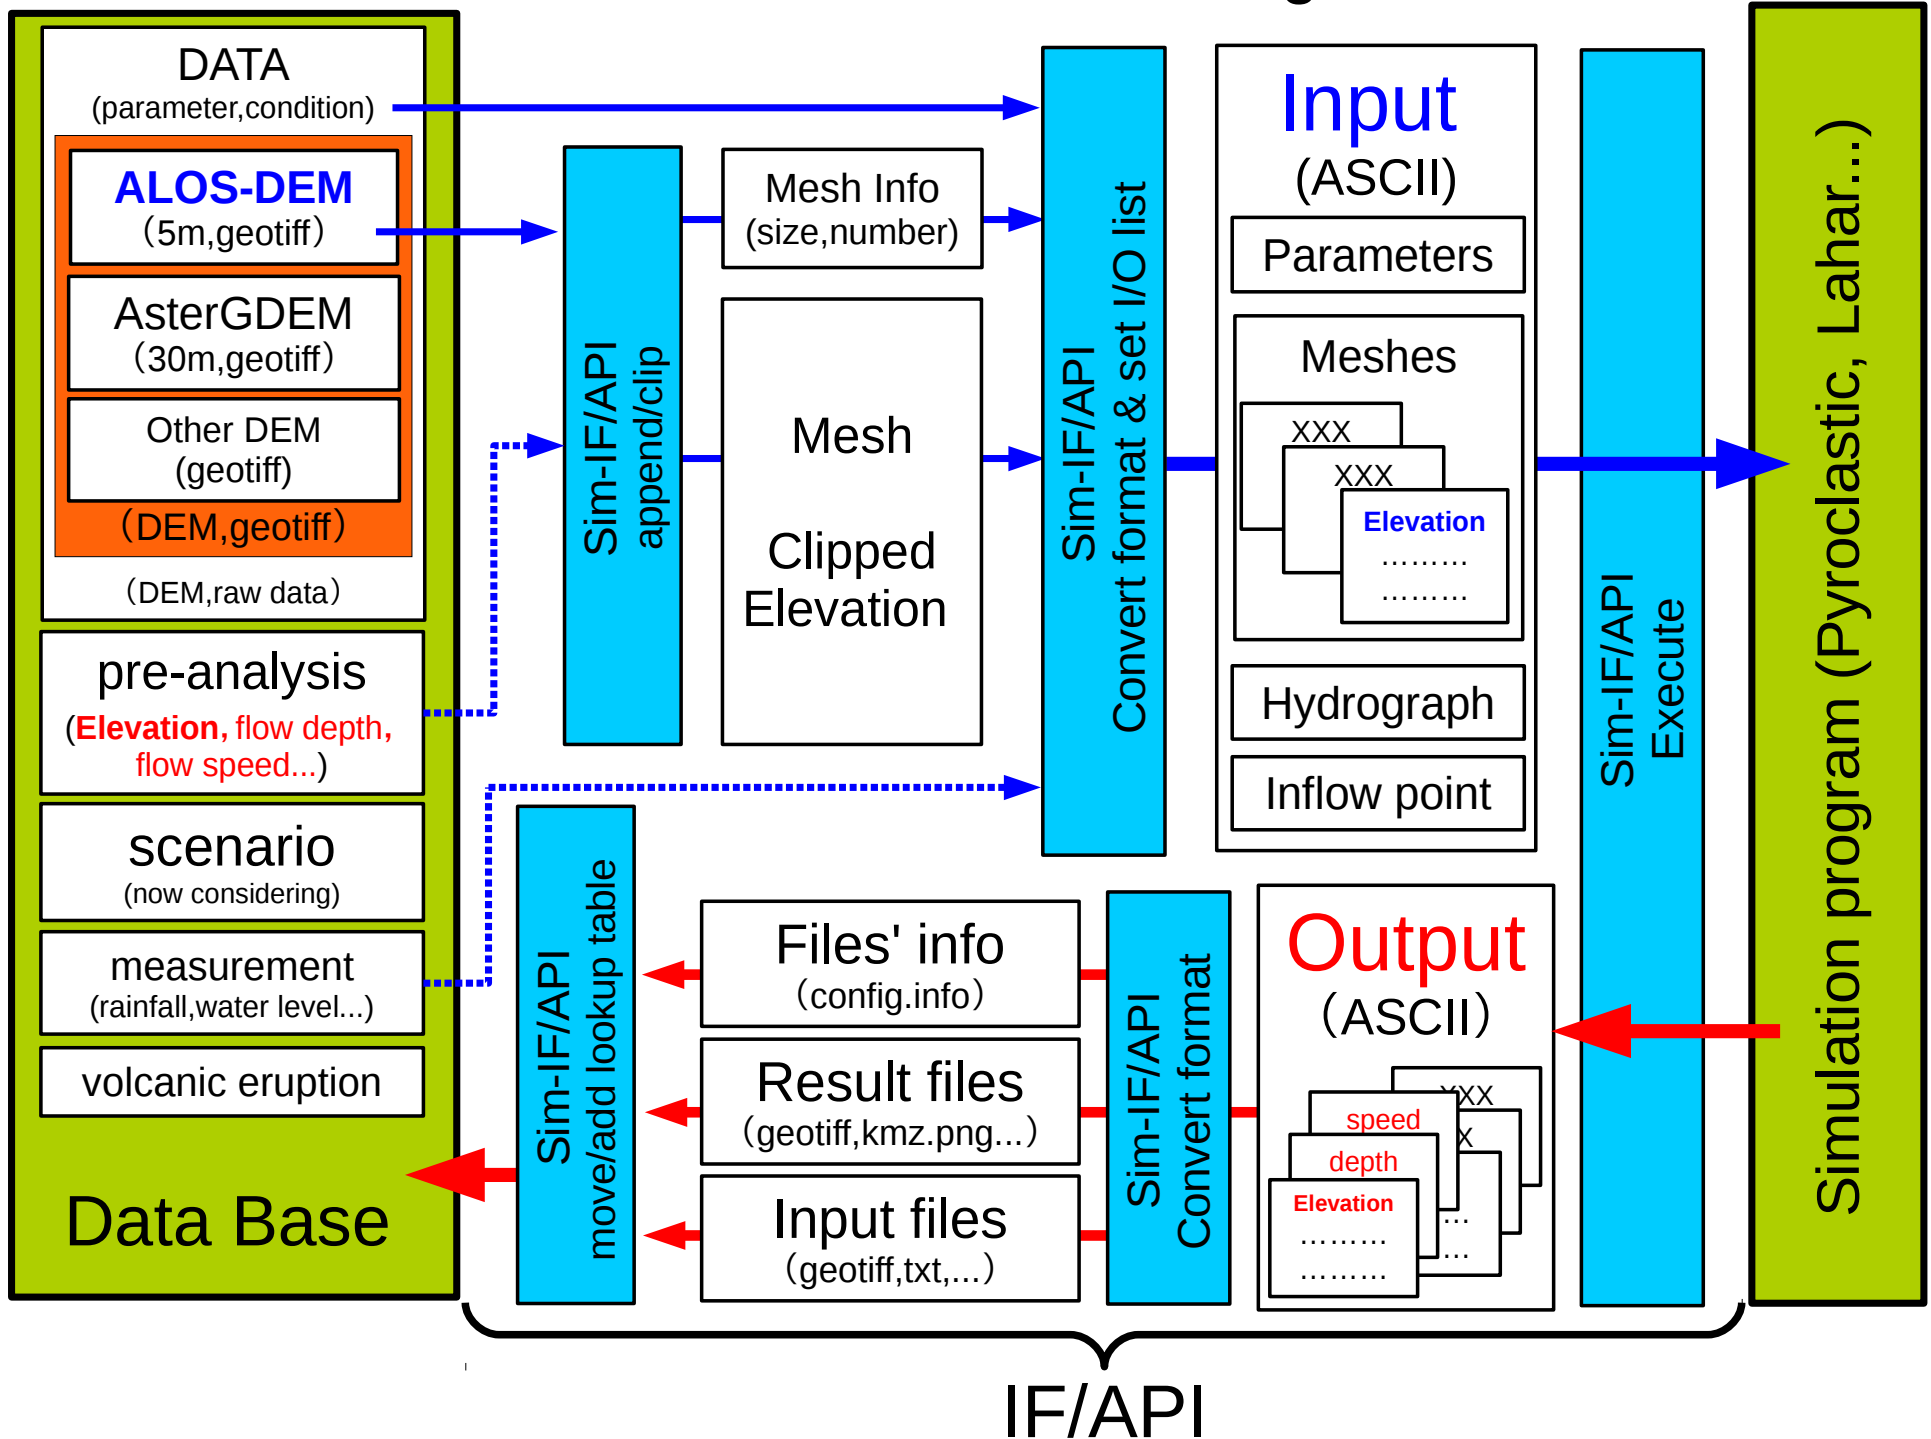 DATA
(parameter,condition)
ALOS-DEM
(5m,geotiff)
AsterGDEM
(30m,geotiff)
Other DEM
(geotiff)
(DEM,geotiff)
(DEM,raw data)
pre-analysis
(Elevation, flow depth,
flow speed...)
scenario
(now considering)
measurement
(rainfall,water level...)
volcanic eruption
Data Base
Sim-IF/API
append/clip
Mesh Info
(size,number)
Mesh
Clipped
Elevation
Sim-IF/API
Convert format & set I/O list
Input
(ASCII)
Parameters
Meshes
XXX
XXX
Elevation
………
………
Hydrograph
Inflow point
Sim-IF/API
Execute
Simulation program (Pyroclastic, Lahar...)
Sim-IF/API
move/add lookup table
Files' info
(config.info)
Result files
(geotiff,kmz.png...)
Input files
(geotiff,txt,...)
Sim-IF/API
Convert format
Output
(ASCII)
XXX
speed
X
depth
Elevation
...
………
...
………
IF/API